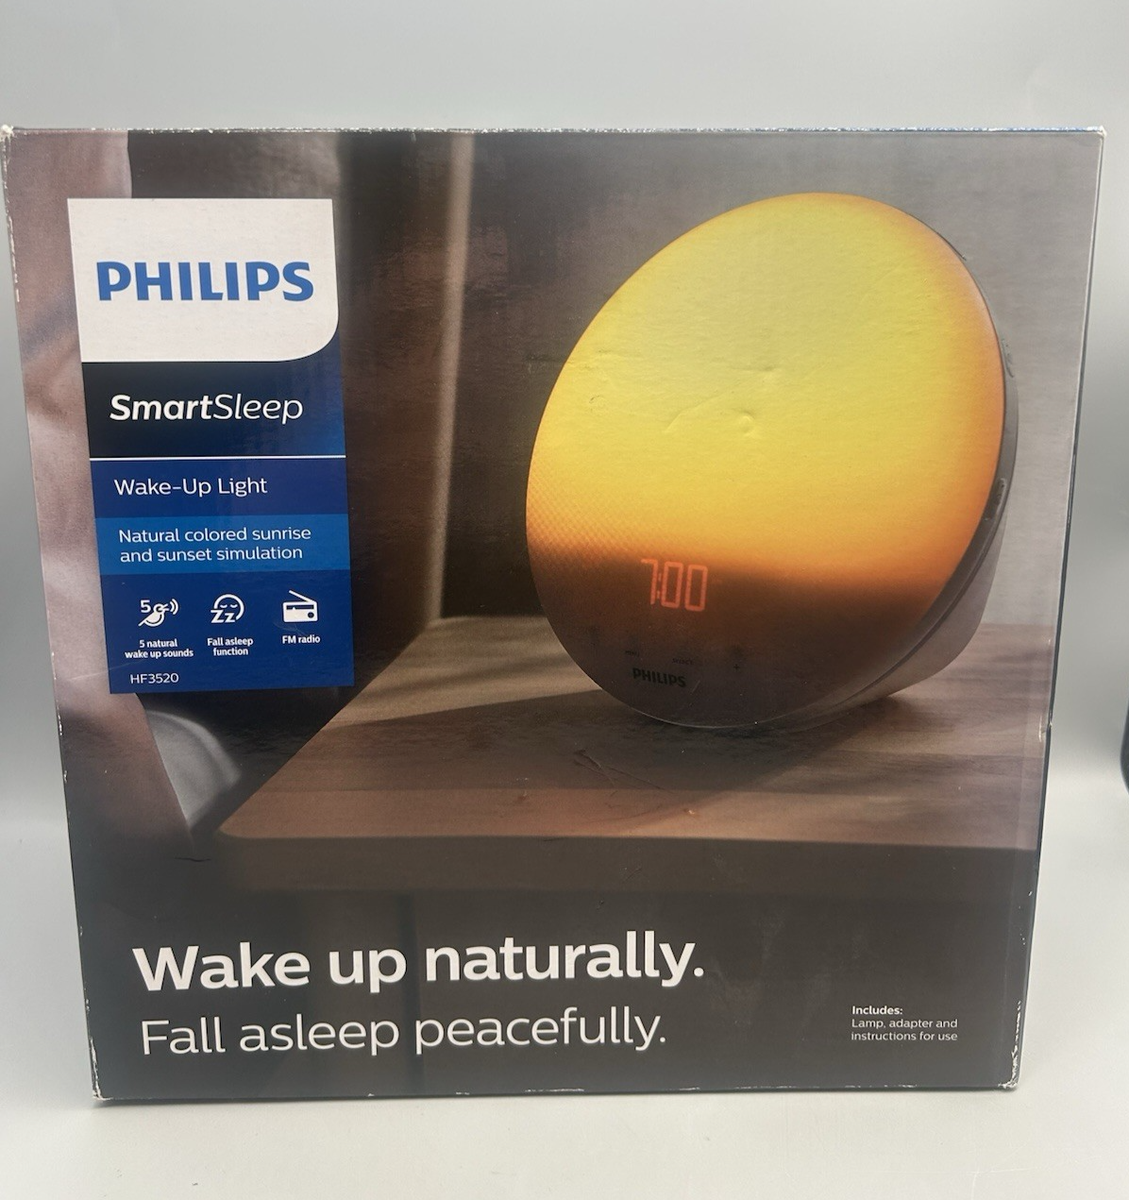 PHILIPS
SmartSleep
Wake-Up Light
Natural colored sunrise
and sunset simulation
5
Zz
5 natural
wake up sounds
Fall asleep
function
FM radio
HF3520
7:00
PHILIPS
Wake up naturally.
Fall asleep peacefully.
Includes:
Lamp, adapter and
instructions for use